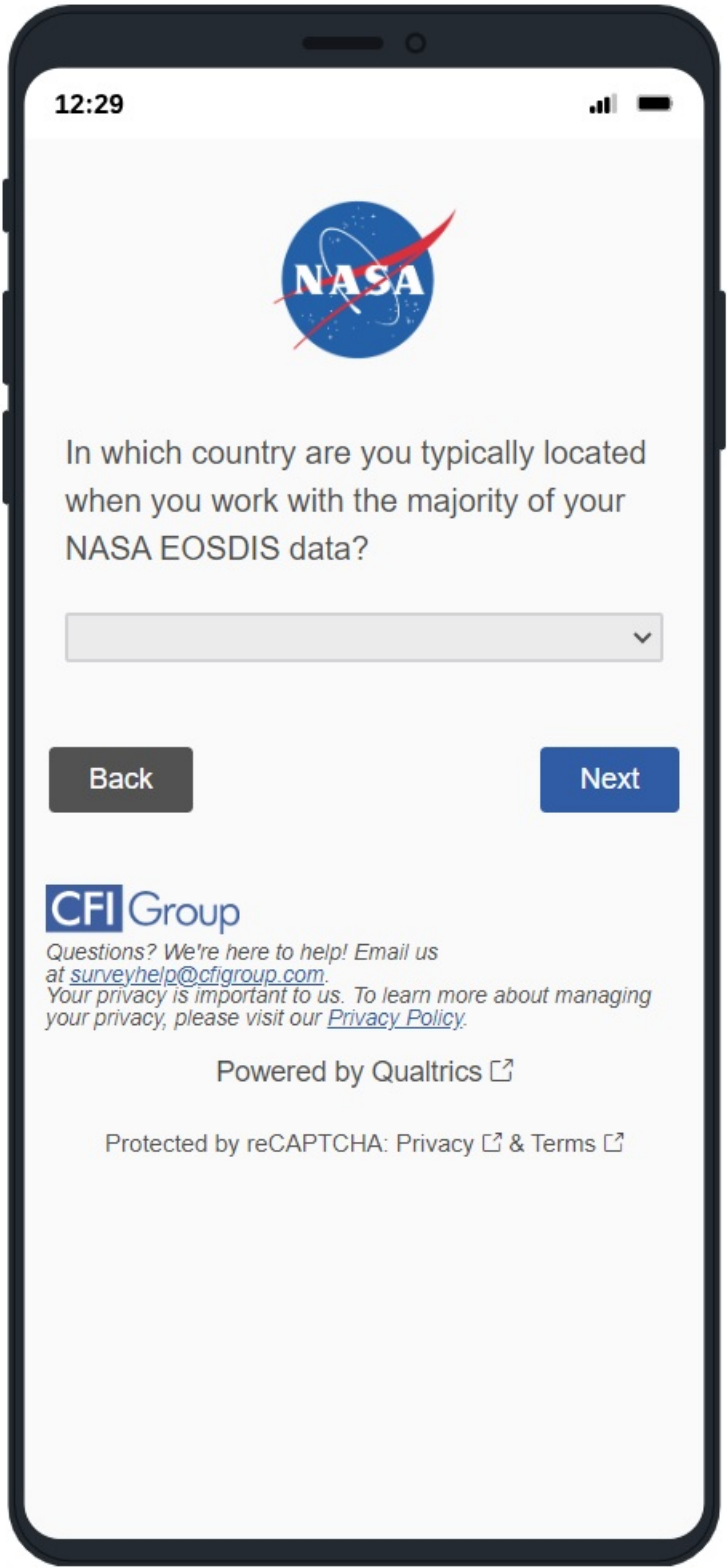 12:29
NASA
In which country are you typically located
when you work with the majority of your
NASA EOSDIS data?
Back
Next
CFI Group
Questions? We're here to help! Email us
at surveyhelp@cfigroup.com.
Your privacy is important to us. To learn more about managing
your privacy, please visit our Privacy Policy.
Powered by Qualtrics
Protected by reCAPTCHA: Privacy & Terms